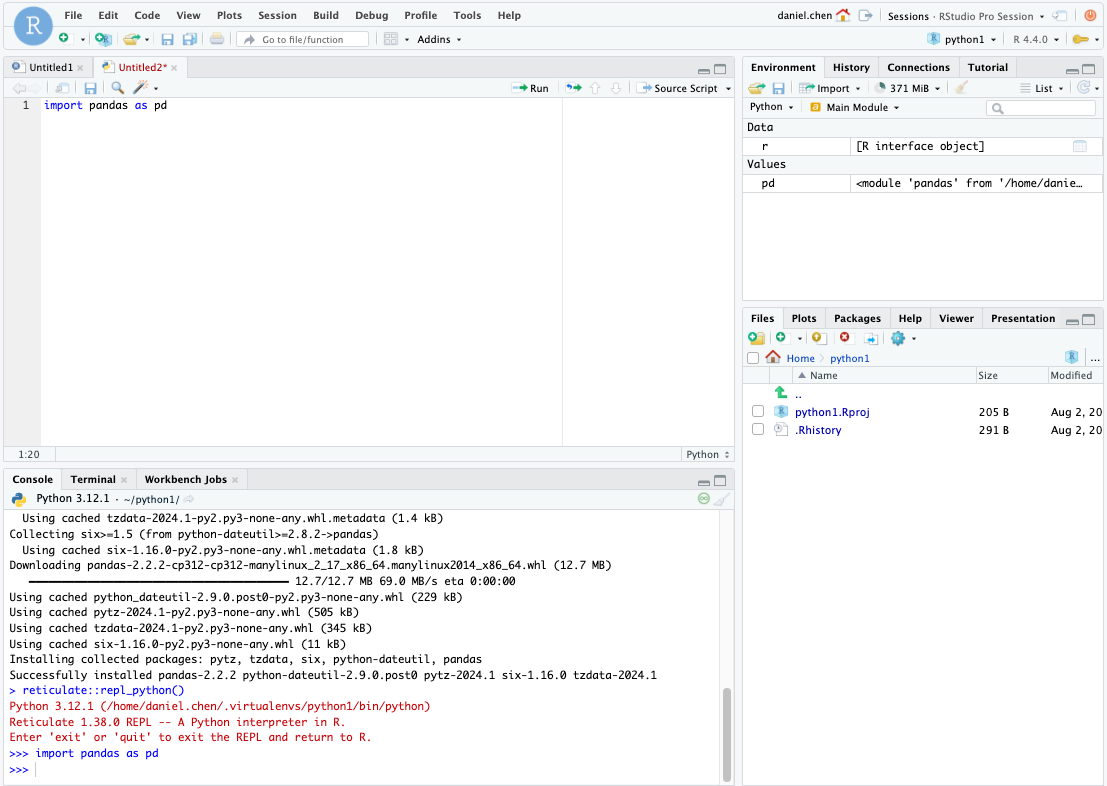 File Edit Code View Plots Session Build Debug Profile Tools Help
daniel.chen Sessions · RStudio Pro Session
R
Go to file/function
Addins
python1
R 4.4.0
Untitled1
Untitled2*
Run
Source Script
1 import pandas as pd
1:20
Python
Console Terminal Workbench Jobs
Python 3.12.1 · ~/python1/
Using cached tzdata-2024.1-py2.py3-none-any.whl.metadata (1.4 kB)
Collecting six>=1.5 (from python-dateutil>=2.8.2->pandas)
Using cached six-1.16.0-py2.py3-none-any.whl.metadata (1.8 kB)
Downloading pandas-2.2.2-cp312-cp312-manylinux_2_17_x86_64.manylinux2014_x86_64.whl (12.7 MB)
12.7/12.7 MB 69.0 MB/s eta 0:00:00
Using cached python_dateutil-2.9.0.post0-py2.py3-none-any.whl (229 kB)
Using cached pytz-2024.1-py2.py3-none-any.whl (505 kB)
Using cached tzdata-2024.1-py2.py3-none-any.whl (345 kB)
Using cached six-1.16.0-py2.py3-none-any.whl (11 kB)
Installing collected packages: pytz, tzdata, six, python-dateutil, pandas
Successfully installed pandas-2.2.2 python-dateutil-2.9.0.post0 pytz-2024.1 six-1.16.0 tzdata-2024.1
> reticulate::repl_python()
Python 3.12.1 (/home/daniel.chen/.virtualenvs/python1/bin/python)
Reticulate 1.38.0 REPL -- A Python interpreter in R.
Enter 'exit' or 'quit' to exit the REPL and return to R.
>>> import pandas as pd
>>>
Environment History Connections Tutorial
Import 371 MiB List
Python Main Module
Data
r [R interface object]
Values
pd <module 'pandas' from '/home/danie…
Files Plots Packages Help Viewer Presentation
Home python1 R ...
Name Size Modified
..
python1.Rproj 205 B Aug 2, 20
.Rhistory 291 B Aug 2, 20